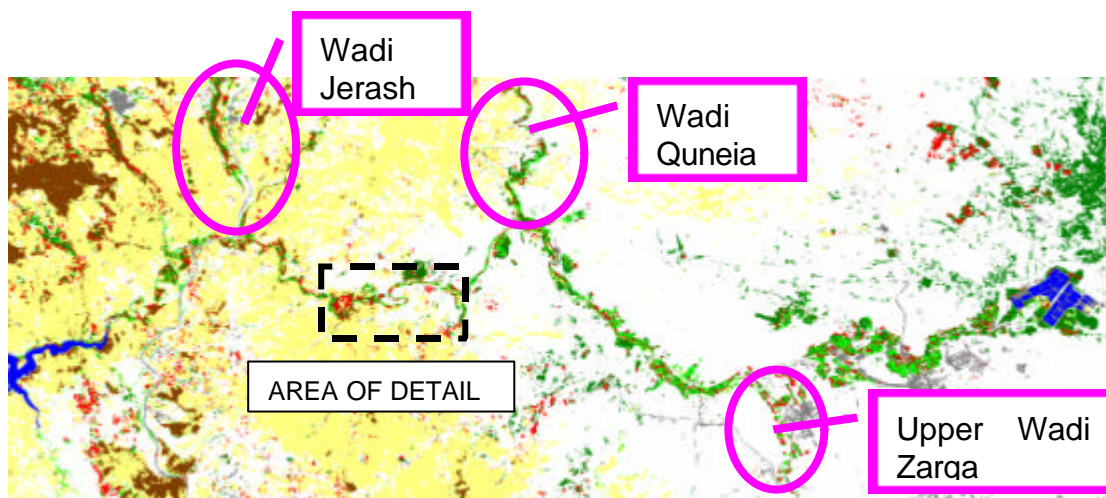 Wadi
Jerash
Wadi
Quneia
AREA OF DETAIL
Upper Wadi
Zarqa